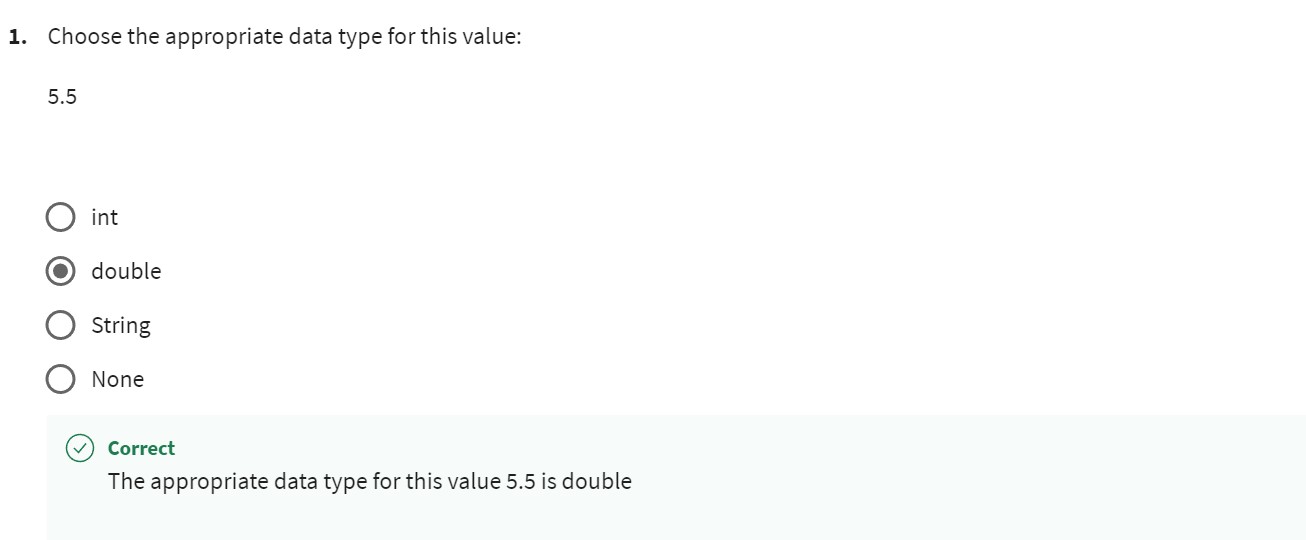 1. Choose the appropriate data type for this value:
5.5
int
double
String
None
Correct
The appropriate data type for this value 5.5 is double